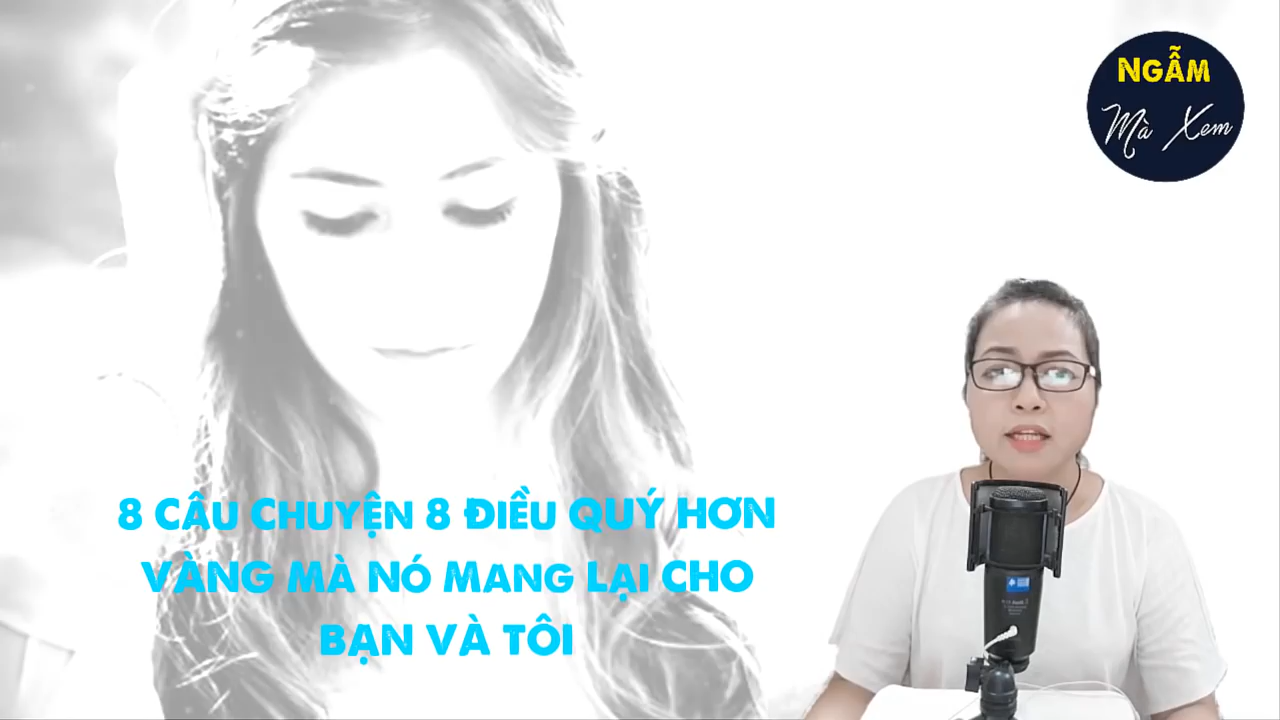 NGẪM
Mà Xem
8 CÂU CHUYỆN 8 ĐIỀU QUÝ HƠN
VÀNG MÀ NÓ MANG LẠI CHO
BẠN VÀ TÔI